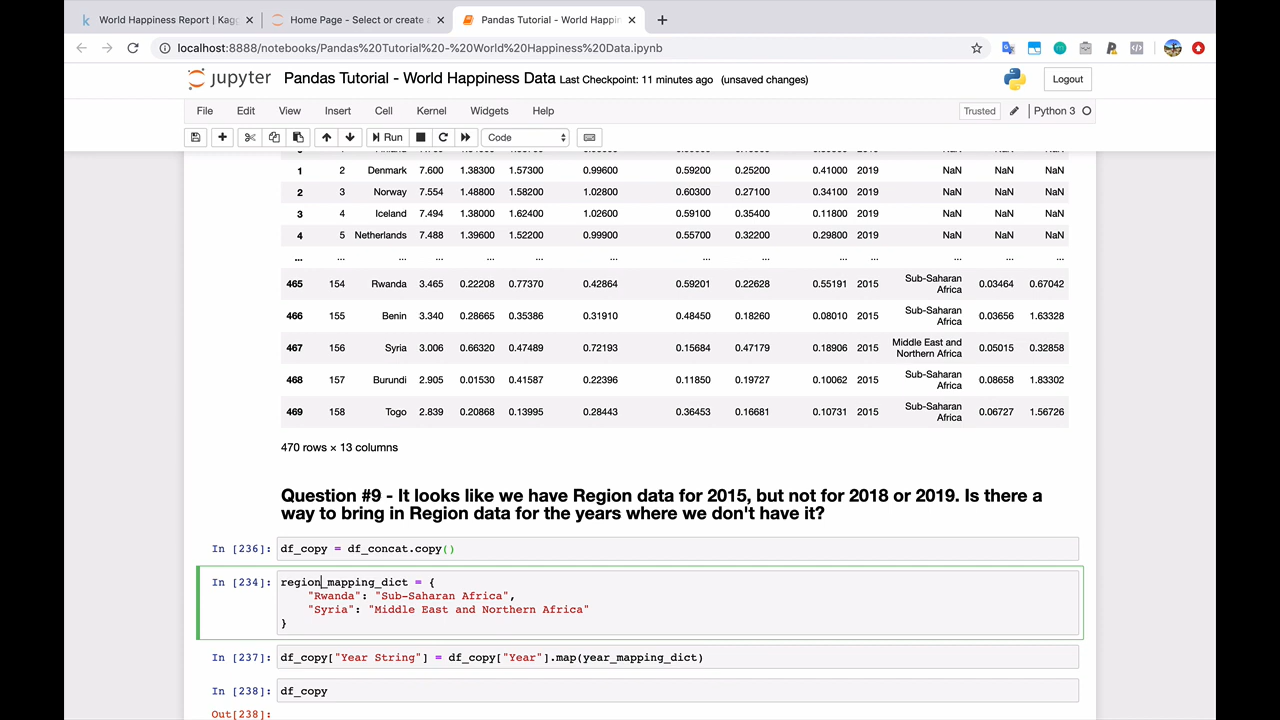 World Happiness Report | Kagg
Home Page - Select or create a
Pandas Tutorial - World Happin
localhost:8888/notebooks/Pandas%20Tutorial%20-%20World%20Happiness%20Data.ipynb
jupyter Pandas Tutorial - World Happiness Data Last Checkpoint: 11 minutes ago (unsaved changes) Logout
File Edit View Insert Cell Kernel Widgets Help Trusted Python 3
Run Code
1 2 Denmark 7.600 1.38300 1.57300 0.99600 0.59200 0.25200 0.41000 2019 NaN NaN NaN
2 3 Norway 7.554 1.48800 1.58200 1.02800 0.60300 0.27100 0.34100 2019 NaN NaN NaN
3 4 Iceland 7.494 1.38000 1.62400 1.02600 0.59100 0.35400 0.11800 2019 NaN NaN NaN
4 5 Netherlands 7.488 1.39600 1.52200 0.99900 0.55700 0.32200 0.29800 2019 NaN NaN NaN
... ... ... ... ... ... ... ... ... ... ... ... ... ...
465 154 Rwanda 3.465 0.22208 0.77370 0.42864 0.59201 0.22628 0.55191 2015 Sub-Saharan Africa 0.03464 0.67042
466 155 Benin 3.340 0.28665 0.35386 0.31910 0.48450 0.18260 0.08010 2015 Sub-Saharan Africa 0.03656 1.63328
467 156 Syria 3.006 0.66320 0.47489 0.72193 0.15684 0.47179 0.18906 2015 Middle East and Northern Africa 0.05015 0.32858
468 157 Burundi 2.905 0.01530 0.41587 0.22396 0.11850 0.19727 0.10062 2015 Sub-Saharan Africa 0.08658 1.83302
469 158 Togo 2.839 0.20868 0.13995 0.28443 0.36453 0.16681 0.10731 2015 Sub-Saharan Africa 0.06727 1.56726
470 rows × 13 columns
Question #9 - It looks like we have Region data for 2015, but not for 2018 or 2019. Is there a
way to bring in Region data for the years where we don't have it?
In [236]: df_copy = df_concat.copy()
In [234]: region_mapping_dict = {
"Rwanda": "Sub-Saharan Africa",
"Syria": "Middle East and Northern Africa"
}
In [237]: df_copy["Year String"] = df_copy["Year"].map(year_mapping_dict)
In [238]: df_copy
Out[238]: